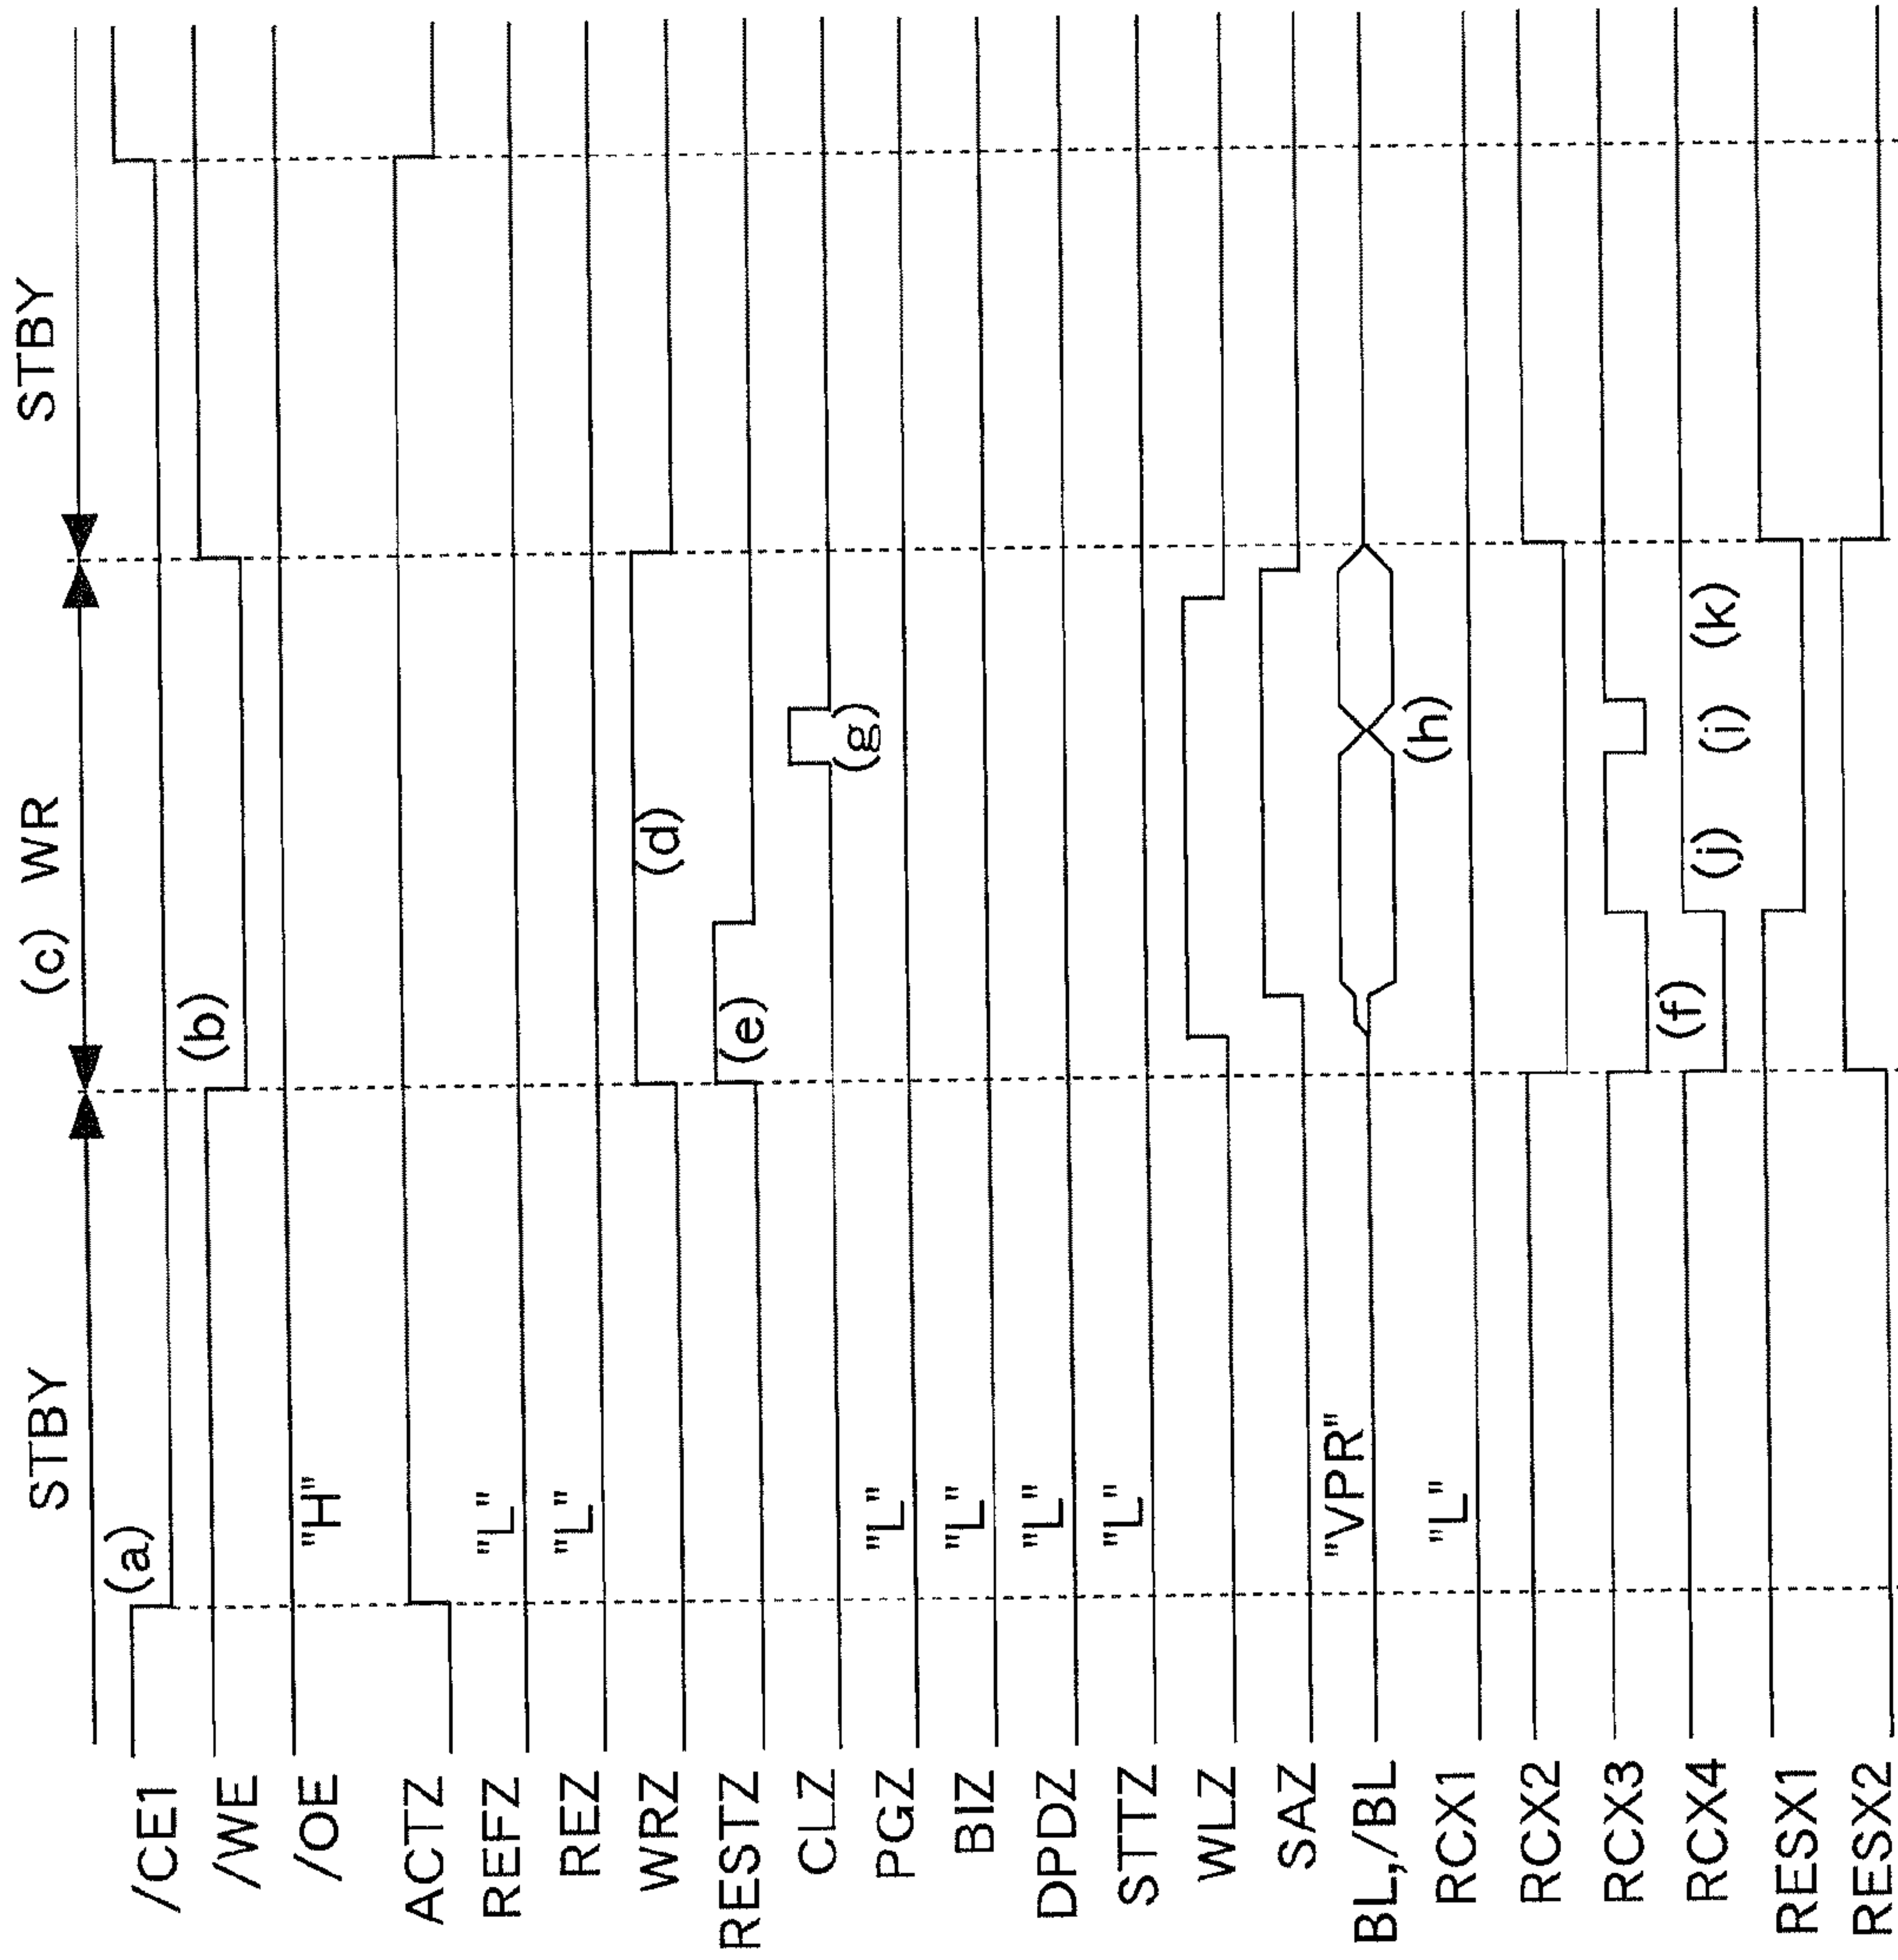 STBY (c) WR STBY
/CE1 (a)
/WE (b)
/OE "H"
ACTZ
REFZ "L"
REZ "L"
WRZ (d)
RESTZ (e)
CLZ (g)
PGZ "L"
BIZ "L"
DPDZ "L"
STTZ "L"
WLZ
SAZ
BL,/BL "VPR" (h)
RCX1 "L"
RCX2
RCX3 (f)
RCX4 (j) (i) (k)
RESX1
RESX2